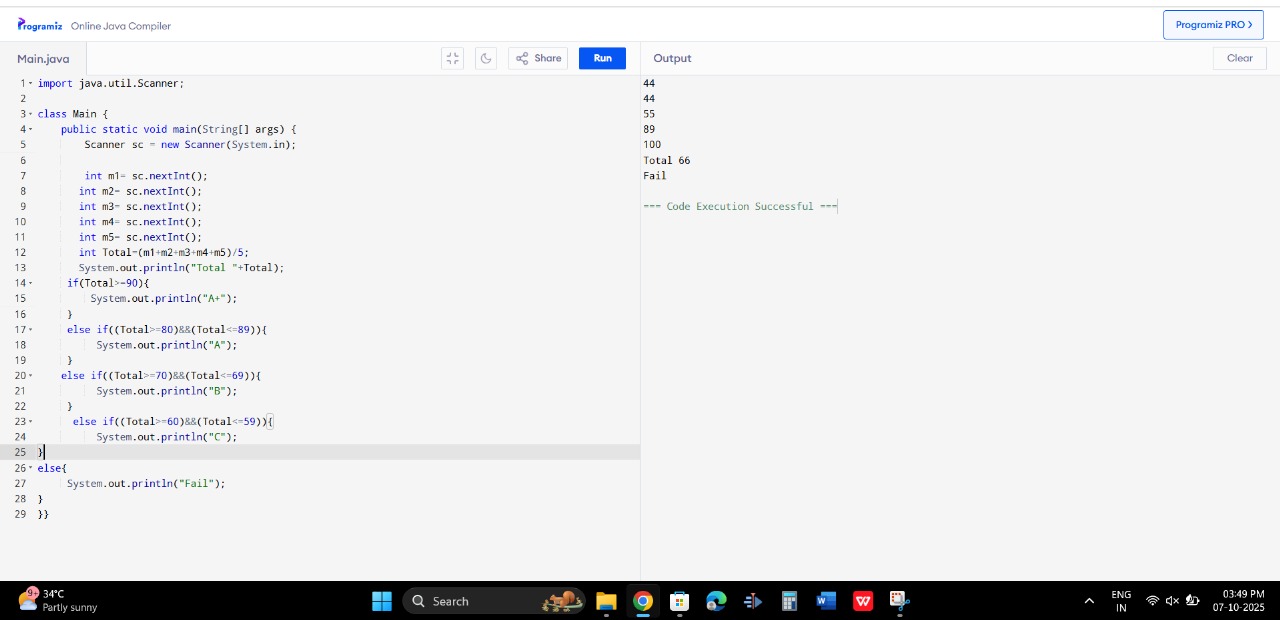 Programiz Online Java Compiler
Programiz PRO >
Main.java
Share
Run
Output
Clear
1 import java.util.Scanner;
2
3 class Main {
4 public static void main(String[] args) {
5 Scanner sc = new Scanner(System.in);
6
7 int m1= sc.nextInt();
8 int m2= sc.nextInt();
9 int m3= sc.nextInt();
10 int m4= sc.nextInt();
11 int m5= sc.nextInt();
12 int Total=(m1+m2+m3+m4+m5)/5;
13 System.out.println("Total "+Total);
14 if(Total>=90){
15 System.out.println("A+");
16 }
17 else if((Total>=80)&&(Total<=89)){
18 System.out.println("A");
19 }
20 else if((Total>=70)&&(Total<=69)){
21 System.out.println("B");
22 }
23 else if((Total>=60)&&(Total<=59)){
24 System.out.println("C");
25 }
26 else{
27 System.out.println("Fail");
28 }
29 }}
44
44
55
89
100
Total 66
Fail
=== Code Execution Successful ===
9+
34°C
Partly sunny
Search
W
W
ENG
IN
03:49 PM
07-10-2025